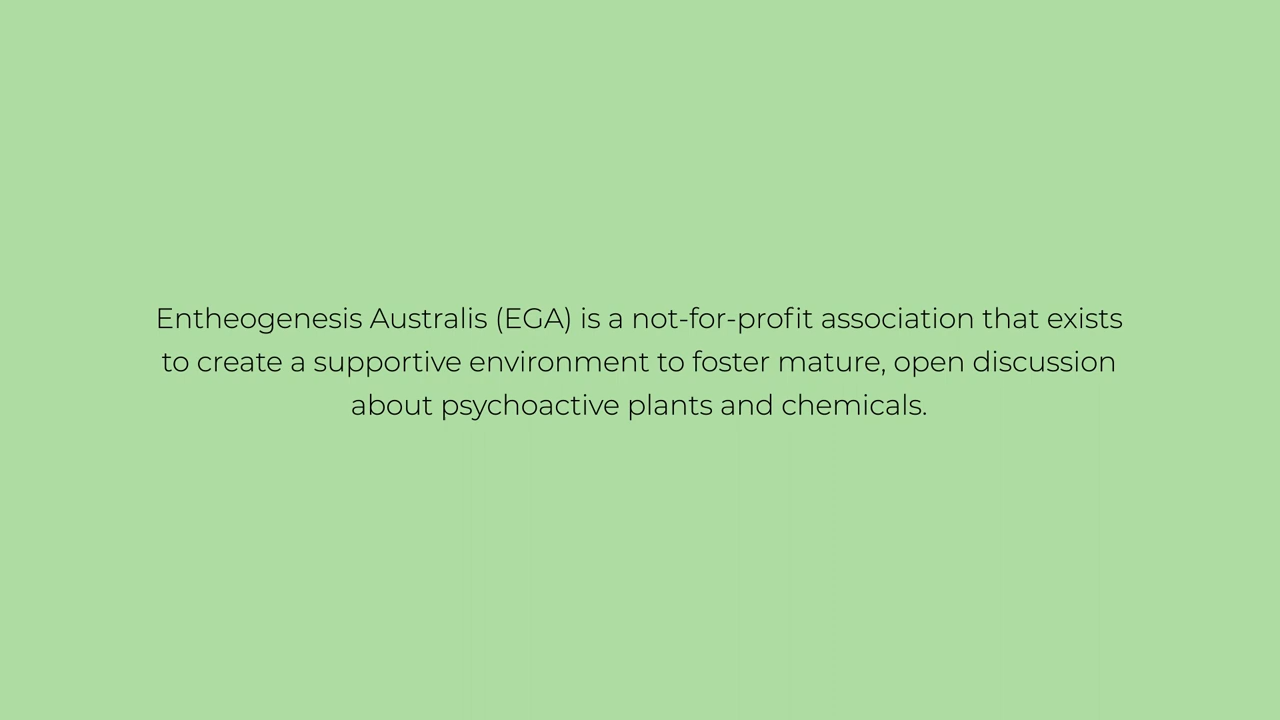 Entheogenesis Australis (EGA) is a not-for-profit association that exists
to create a supportive environment to foster mature, open discussion
about psychoactive plants and chemicals.